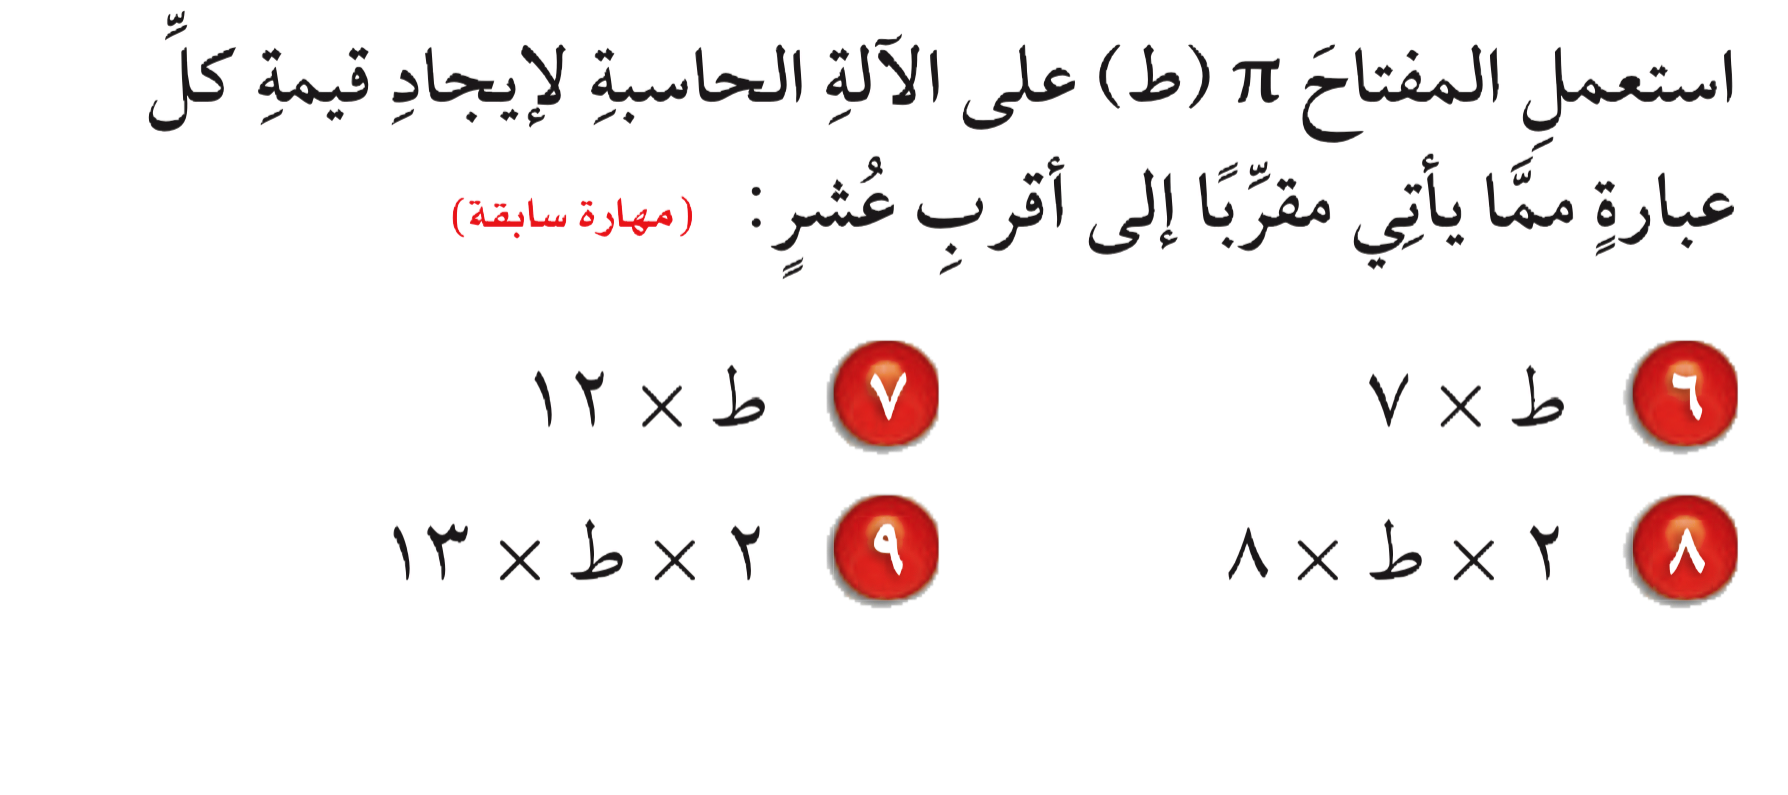 استعملِ المفتاحَ π (ط) على الآلةِ الحاسبةِ لإيجادِ قيمةِ كلِّ
عبارةٍ ممَّا يأتِي مقرِّبًا إلى أقربِ عُشرٍ: (مهارة سابقة)
٦ ط × ٧ ٧ ط × ١٢
٨ ٢ × ط × ٨ ٩ ٢ × ط × ١٣